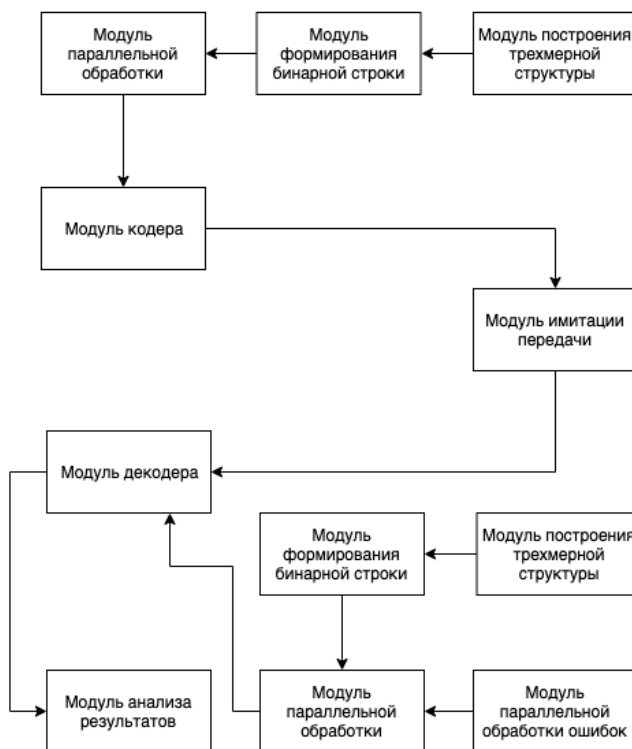 Модуль
параллельной
обработки
Модуль
формирования
бинарной строки
Модуль построения
трехмерной
структуры
Модуль кодера
Модуль имитации
передачи
Модуль декодера
Модуль
формирования
бинарной строки
Модуль построения
трехмерной
структуры
Модуль анализа
результатов
Модуль
параллельной
обработки
Модуль
параллельной
обработки ошибок